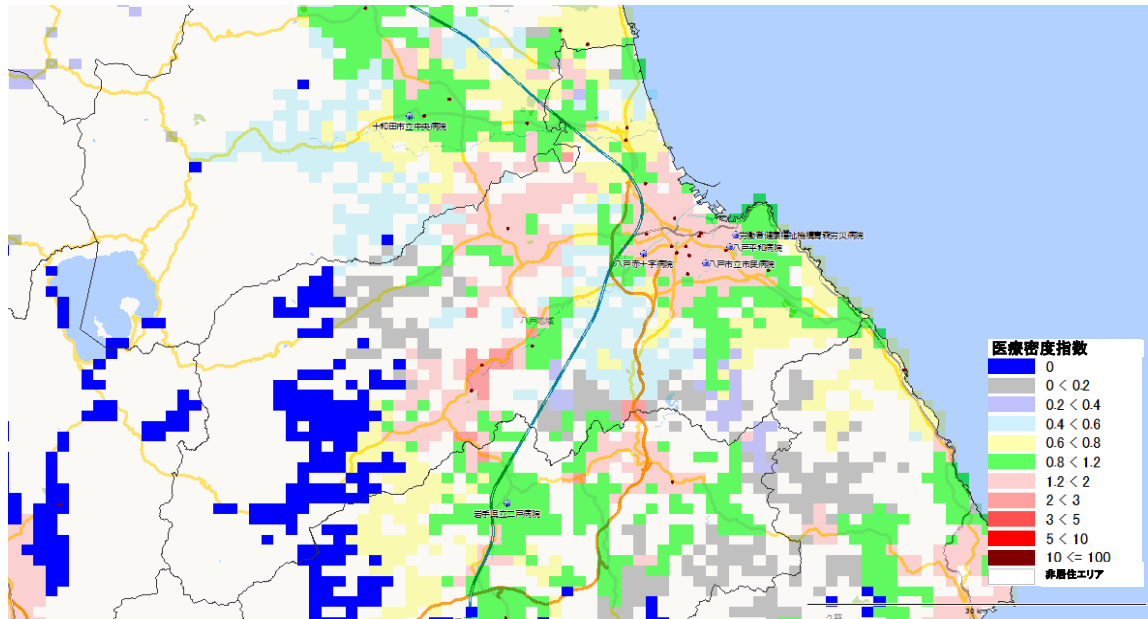 十和田市立中央病院
労働者健康福祉機構青森労災病院
八戸平和病院
八戸赤十字病院
八戸市立市民病院
八戸地域
岩手県立二戸病院
医療密度指数
0
0 < 0.2
0.2 < 0.4
0.4 < 0.6
0.6 < 0.8
0.8 < 1.2
1.2 < 2
2 < 3
3 < 5
5 < 10
10 <= 100
非居住エリア
30 km